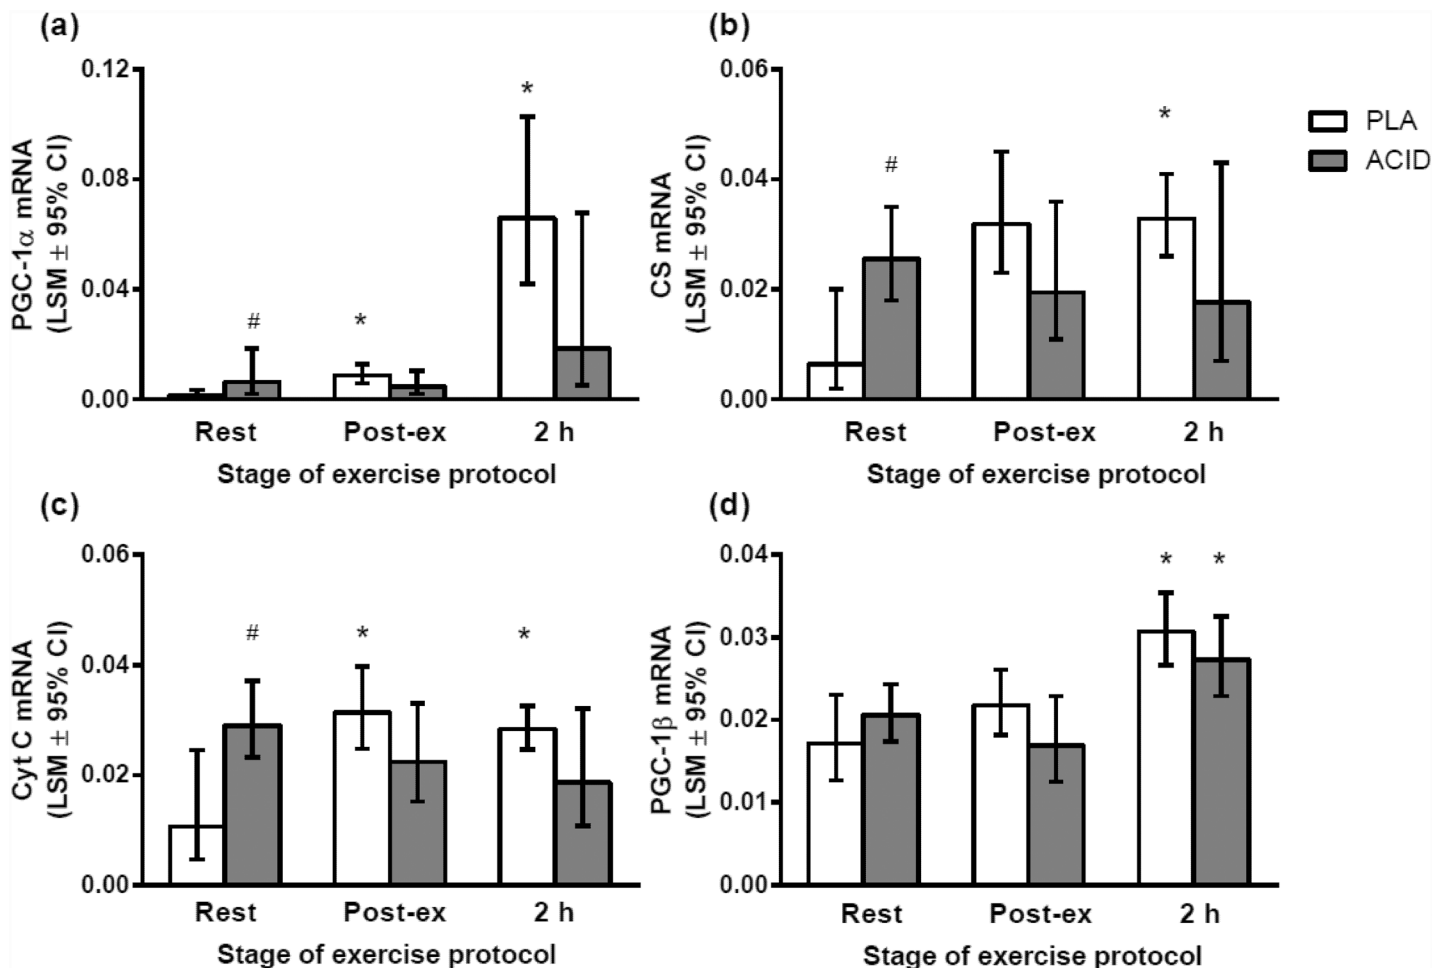 (a)
0.12
0.08
0.04
0.00
PGC-1α mRNA
(LSM ± 95% CI)
#
*
*
Rest Post-ex 2 h
Stage of exercise protocol
(b)
0.06
0.04
0.02
0.00
CS mRNA
(LSM ± 95% CI)
#
*
Rest Post-ex 2 h
Stage of exercise protocol
PLA
ACID
(c)
0.06
0.04
0.02
0.00
Cyt C mRNA
(LSM ± 95% CI)
#
*
*
Rest Post-ex 2 h
Stage of exercise protocol
(d)
0.04
0.03
0.02
0.01
0.00
PGC-1β mRNA
(LSM ± 95% CI)
* *
Rest Post-ex 2 h
Stage of exercise protocol